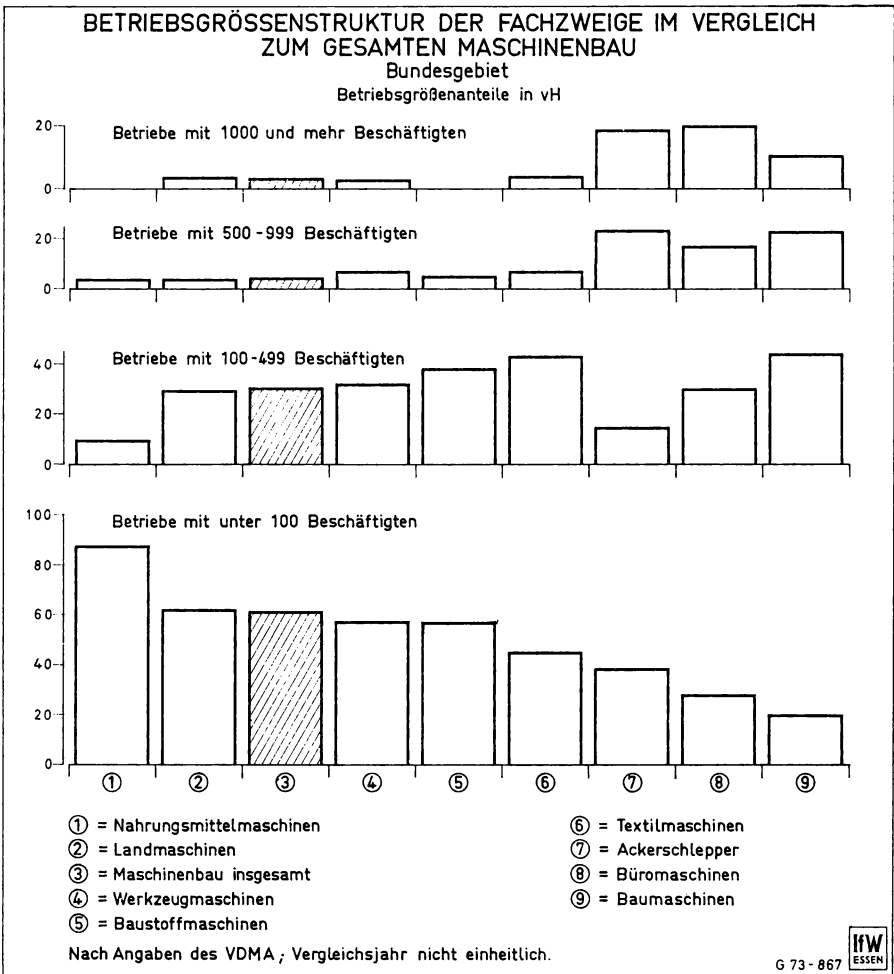 BETRIEBSGRÖSSENSTRUKTUR DER FACHZWEIGE IM VERGLEICH
ZUM GESAMTEN MASCHINENBAU
Bundesgebiet
Betriebsgrößenanteile in vH
Betriebe mit 1000 und mehr Beschäftigten
20
0
Betriebe mit 500-999 Beschäftigten
20
0
Betriebe mit 100-499 Beschäftigten
40
20
0
Betriebe mit unter 100 Beschäftigten
100
80
60
40
20
0
① ② ③ ④ ⑤ ⑥ ⑦ ⑧ ⑨
① = Nahrungsmittelmaschinen
② = Landmaschinen
③ = Maschinenbau insgesamt
④ = Werkzeugmaschinen
⑤ = Baustoffmaschinen
⑥ = Textilmaschinen
⑦ = Ackerschlepper
⑧ = Büromaschinen
⑨ = Baumaschinen
Nach Angaben des VDMA; Vergleichsjahr nicht einheitlich.
G 73-867
IfW
ESSEN